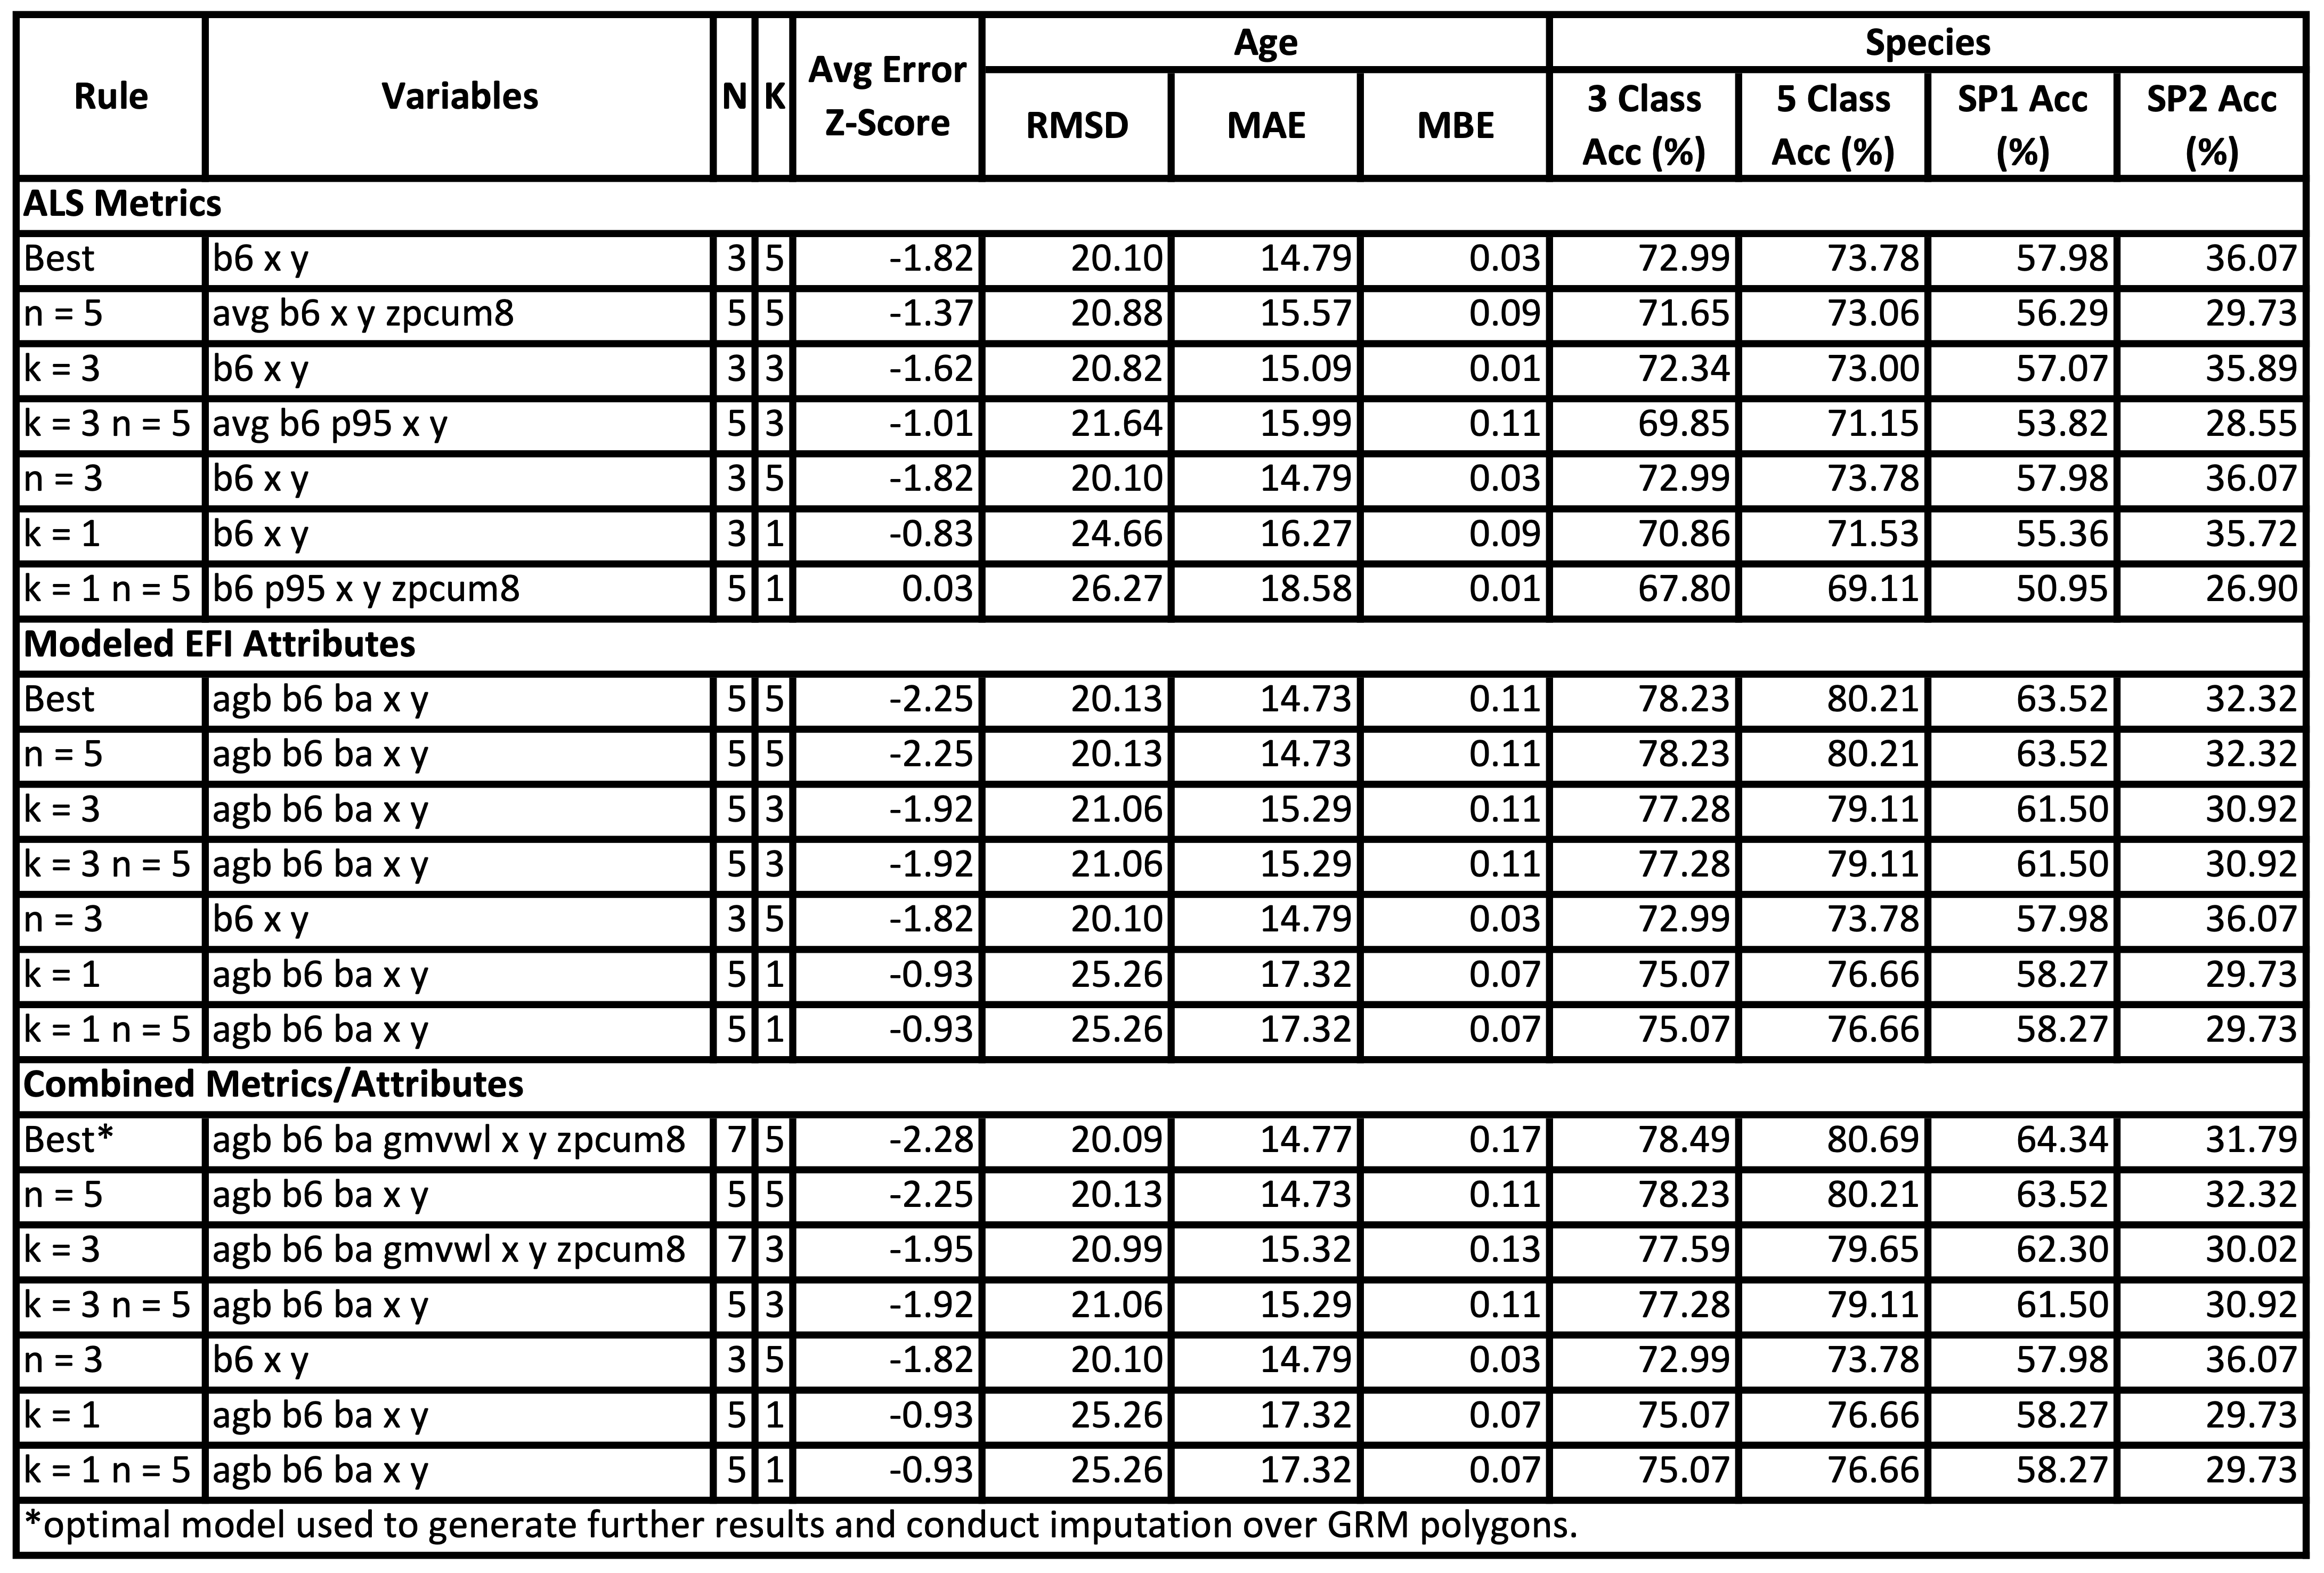 Rule Variables N K Avg Error Z-Score Age Species
RMSD MAE MBE 3 Class Acc (%) 5 Class Acc (%) SP1 Acc (%) SP2 Acc (%)
ALS Metrics
Best b6 x y 3 5 -1.82 20.10 14.79 0.03 72.99 73.78 57.98 36.07
n = 5 avg b6 x y zpcum8 5 5 -1.37 20.88 15.57 0.09 71.65 73.06 56.29 29.73
k = 3 b6 x y 3 3 -1.62 20.82 15.09 0.01 72.34 73.00 57.07 35.89
k = 3 n = 5 avg b6 p95 x y 5 3 -1.01 21.64 15.99 0.11 69.85 71.15 53.82 28.55
n = 3 b6 x y 3 5 -1.82 20.10 14.79 0.03 72.99 73.78 57.98 36.07
k = 1 b6 x y 3 1 -0.83 24.66 16.27 0.09 70.86 71.53 55.36 35.72
k = 1 n = 5 b6 p95 x y zpcum8 5 1 0.03 26.27 18.58 0.01 67.80 69.11 50.95 26.90
Modeled EFI Attributes
Best agb b6 ba x y 5 5 -2.25 20.13 14.73 0.11 78.23 80.21 63.52 32.32
n = 5 agb b6 ba x y 5 5 -2.25 20.13 14.73 0.11 78.23 80.21 63.52 32.32
k = 3 agb b6 ba x y 5 3 -1.92 21.06 15.29 0.11 77.28 79.11 61.50 30.92
k = 3 n = 5 agb b6 ba x y 5 3 -1.92 21.06 15.29 0.11 77.28 79.11 61.50 30.92
n = 3 b6 x y 3 5 -1.82 20.10 14.79 0.03 72.99 73.78 57.98 36.07
k = 1 agb b6 ba x y 5 1 -0.93 25.26 17.32 0.07 75.07 76.66 58.27 29.73
k = 1 n = 5 agb b6 ba x y 5 1 -0.93 25.26 17.32 0.07 75.07 76.66 58.27 29.73
Combined Metrics/Attributes
Best* agb b6 ba gmvwl x y zpcum8 7 5 -2.28 20.09 14.77 0.17 78.49 80.69 64.34 31.79
n = 5 agb b6 ba x y 5 5 -2.25 20.13 14.73 0.11 78.23 80.21 63.52 32.32
k = 3 agb b6 ba gmvwl x y zpcum8 7 3 -1.95 20.99 15.32 0.13 77.59 79.65 62.30 30.02
k = 3 n = 5 agb b6 ba x y 5 3 -1.92 21.06 15.29 0.11 77.28 79.11 61.50 30.92
n = 3 b6 x y 3 5 -1.82 20.10 14.79 0.03 72.99 73.78 57.98 36.07
k = 1 agb b6 ba x y 5 1 -0.93 25.26 17.32 0.07 75.07 76.66 58.27 29.73
k = 1 n = 5 agb b6 ba x y 5 1 -0.93 25.26 17.32 0.07 75.07 76.66 58.27 29.73
*optimal model used to generate further results and conduct imputation over GRM polygons.